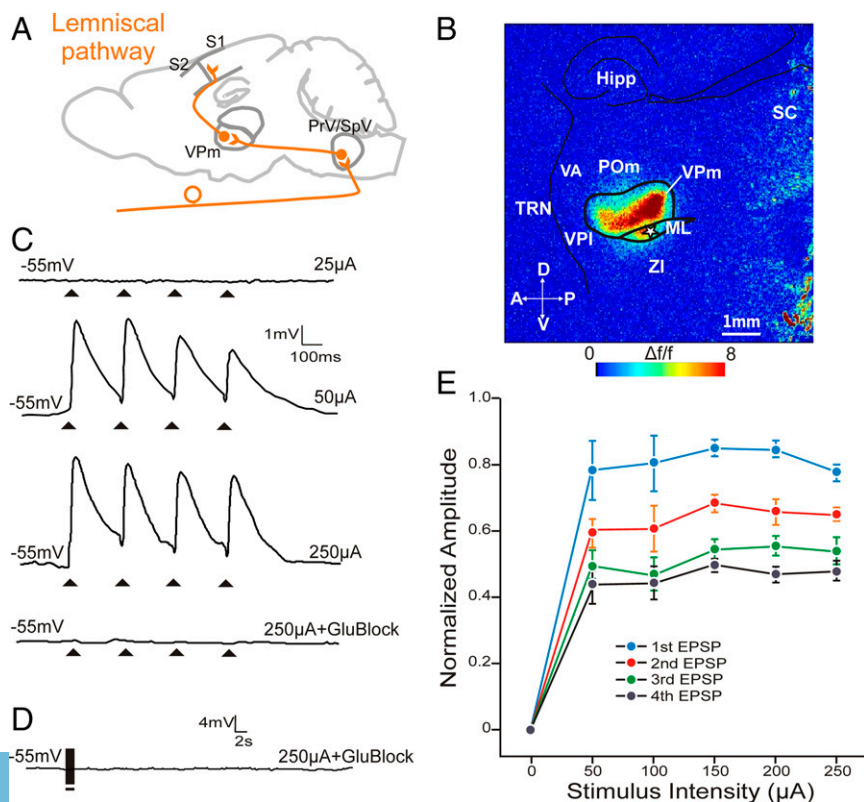 A
Lemniscal
pathway
S1
S2
VPm
PrV/SpV
B
Hipp
SC
VA
POm
VPm
TRN
VPl
ML
ZI
D
A P
V
1mm
0 Δf/f 8
C
-55mV 25µA
1mV
100ms
-55mV 50µA
-55mV 250µA
-55mV 250µA+GluBlock
D
4mV
2s
-55mV 250µA+GluBlock
E
Normalized Amplitude
1.0
0.8
0.6
0.4
0.2
0
1st EPSP
2nd EPSP
3rd EPSP
4th EPSP
0 50 100 150 200 250
Stimulus Intensity (µA)